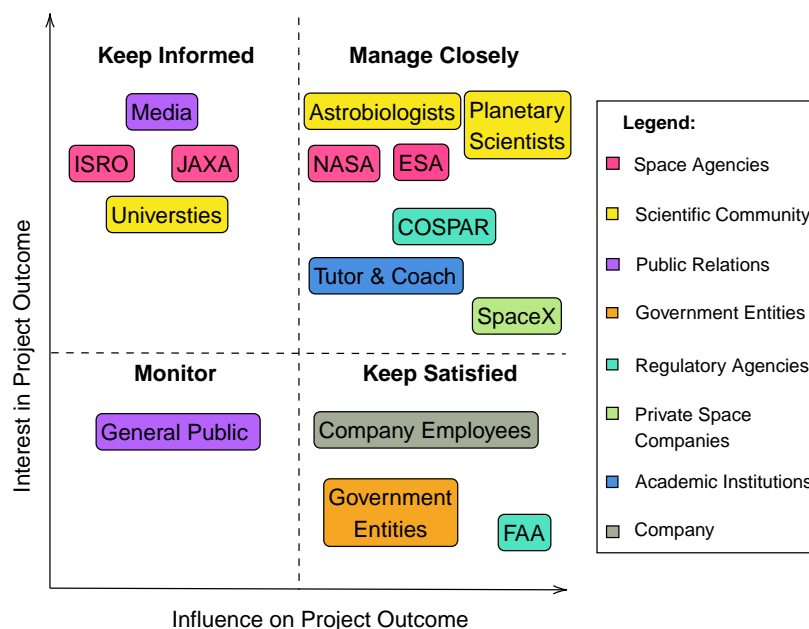 Keep Informed
Manage Closely
Media
Astrobiologists
Planetary
Scientists
ISRO
JAXA
NASA
ESA
Universties
COSPAR
Tutor & Coach
SpaceX
Monitor
Keep Satisfied
General Public
Company Employees
Government
Entities
FAA
Interest in Project Outcome
Influence on Project Outcome
Legend:
Space Agencies
Scientific Community
Public Relations
Government Entities
Regulatory Agencies
Private Space
Companies
Academic Institutions
Company